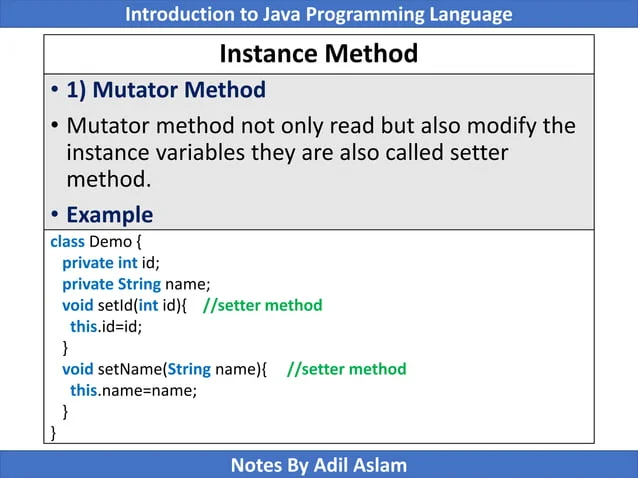 Introduction to Java Programming Language
Instance Method
• 1) Mutator Method
• Mutator method not only read but also modify the
instance variables they are also called setter
method.
• Example
class Demo {
private int id;
private String name;
void setId(int id){ //setter method
this.id=id;
}
void setName(String name){ //setter method
this.name=name;
}
}
Notes By Adil Aslam